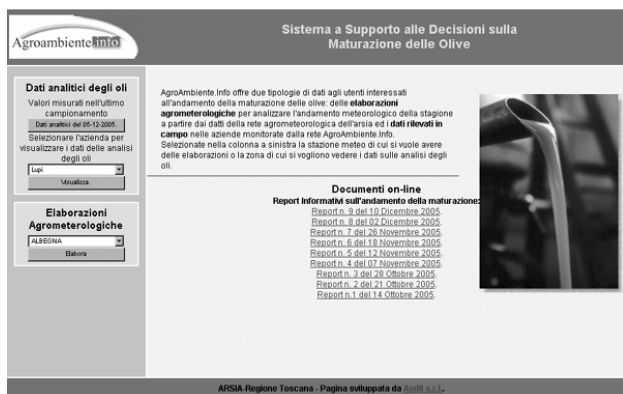 Agroambiente.info
Sistema a Supporto alle Decisioni sulla
Maturazione delle Olive
Dati analitici degli oli
Valori misurati nell'ultimo
campionamento
Dati analitici del 05-12-2005.
Selezionare l'azienda per
visualizzare i dati delle analisi
degli oli
Lupi
Visualizza.
Elaborazioni
Agrometerologiche
ALBEGNA
Elabora
AgroAmbiente.Info offre due tipologie di dati agli utenti interessati
all'andamento della maturazione delle olive: delle elaborazioni
agrometerologiche per analizzare l'andamento meteorologico della stagione
a partire dai dati della rete agrometeorologica dell'arsia ed i dati rilevati in
campo nelle aziende monitorate dalla rete AgroAmbiente.Info.
Selezionate nella colonna a sinistra la stazione meteo di cui si vuole avere
delle elaborazioni o la zona di cui si vogliono vedere i dati sulle analisi degli
oli.
Documenti on-line
Report Informativi sull'andamento della maturazione:
Report n. 9 del 10 Dicembre 2005.
Report n. 8 del 02 Dicembre 2005.
Report n. 7 del 26 Novembre 2005.
Report n. 6 del 18 Novembre 2005.
Report n. 5 del 12 Novembre 2005.
Report n. 4 del 07 Novembre 2005.
Report n. 3 del 28 Ottobre 2005.
Report n. 2 del 21 Ottobre 2005.
Report n.1 del 14 Ottobre 2005.
ARSIA-Regione Toscana - Pagina sviluppata da Aedit s.r.l.